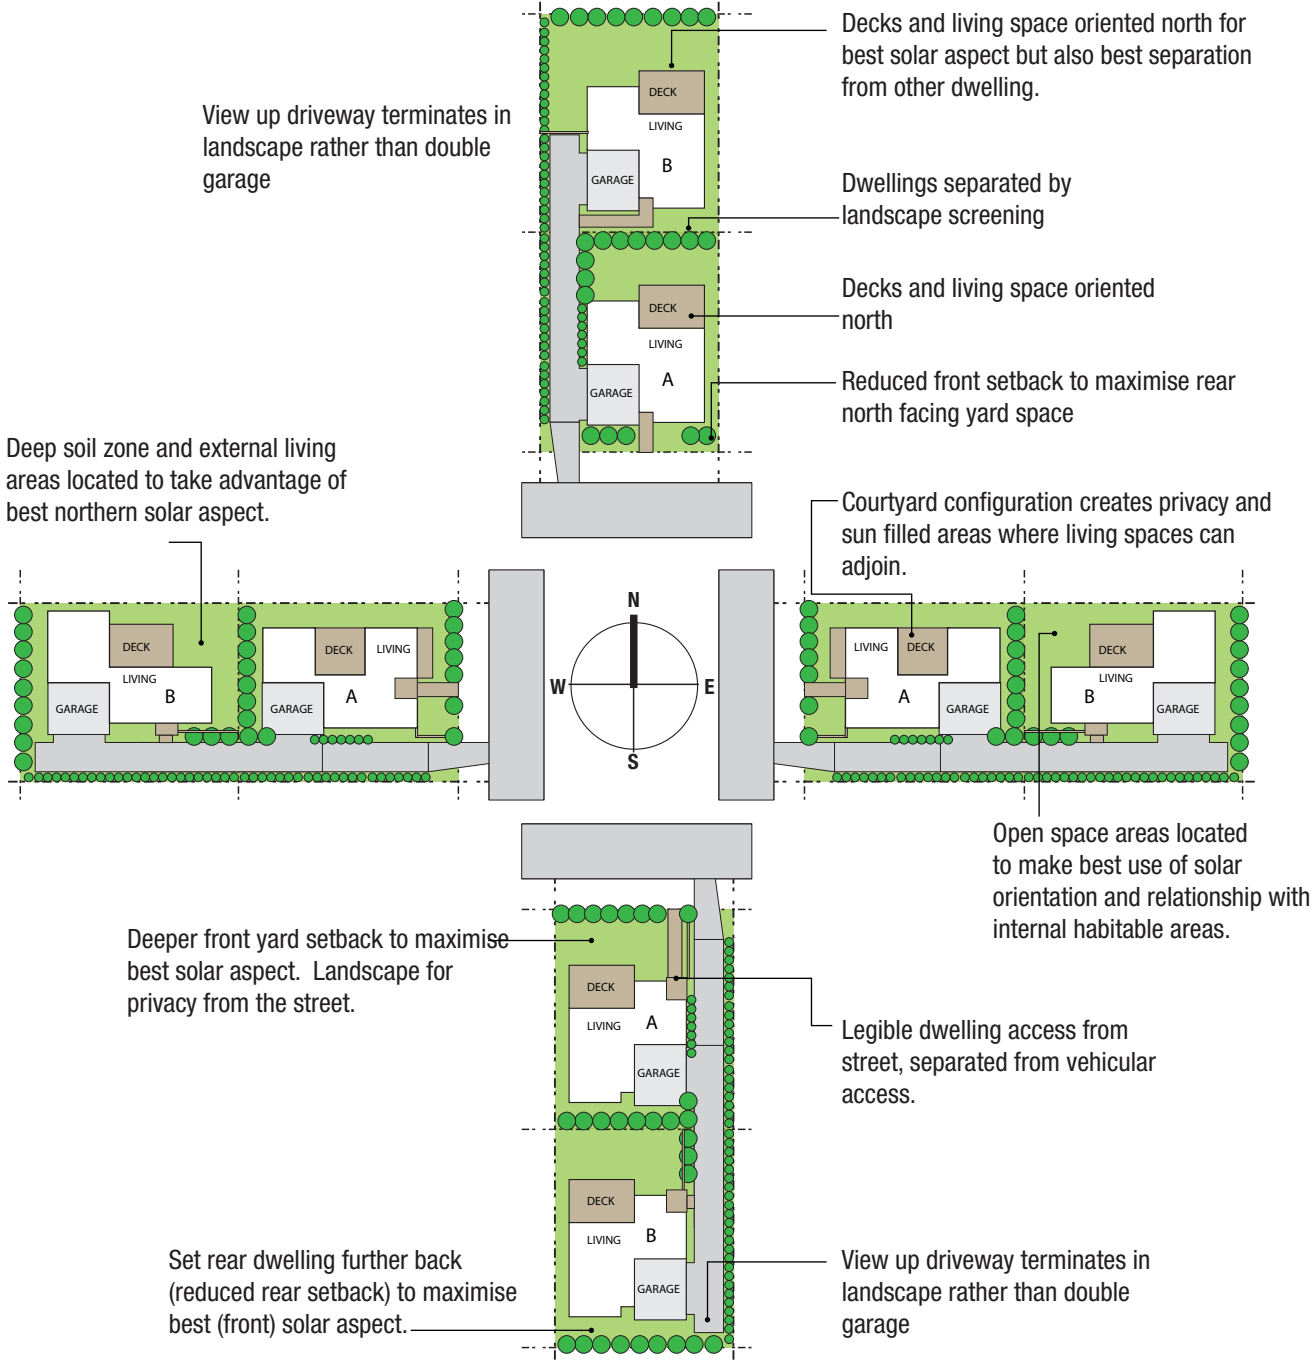 Decks and living space oriented north for
best solar aspect but also best separation
from other dwelling.
View up driveway terminates in
landscape rather than double
garage
DECK
LIVING
B
GARAGE
Dwellings separated by
landscape screening
Decks and living space oriented
north
DECK
LIVING
A
GARAGE
Reduced front setback to maximise rear
north facing yard space
Deep soil zone and external living
areas located to take advantage of
best northern solar aspect.
Courtyard configuration creates privacy and
sun filled areas where living spaces can
adjoin.
DECK
LIVING
B
GARAGE
DECK
LIVING
A
GARAGE
N
W
E
S
LIVING
DECK
A
GARAGE
DECK
LIVING
B
GARAGE
Open space areas located
to make best use of solar
orientation and relationship with
internal habitable areas.
Deeper front yard setback to maximise
best solar aspect.  Landscape for
privacy from the street.
DECK
LIVING
A
GARAGE
Legible dwelling access from
street, separated from vehicular
access.
DECK
LIVING
B
GARAGE
Set rear dwelling further back
(reduced rear setback) to maximise
best (front) solar aspect.
View up driveway terminates in
landscape rather than double
garage